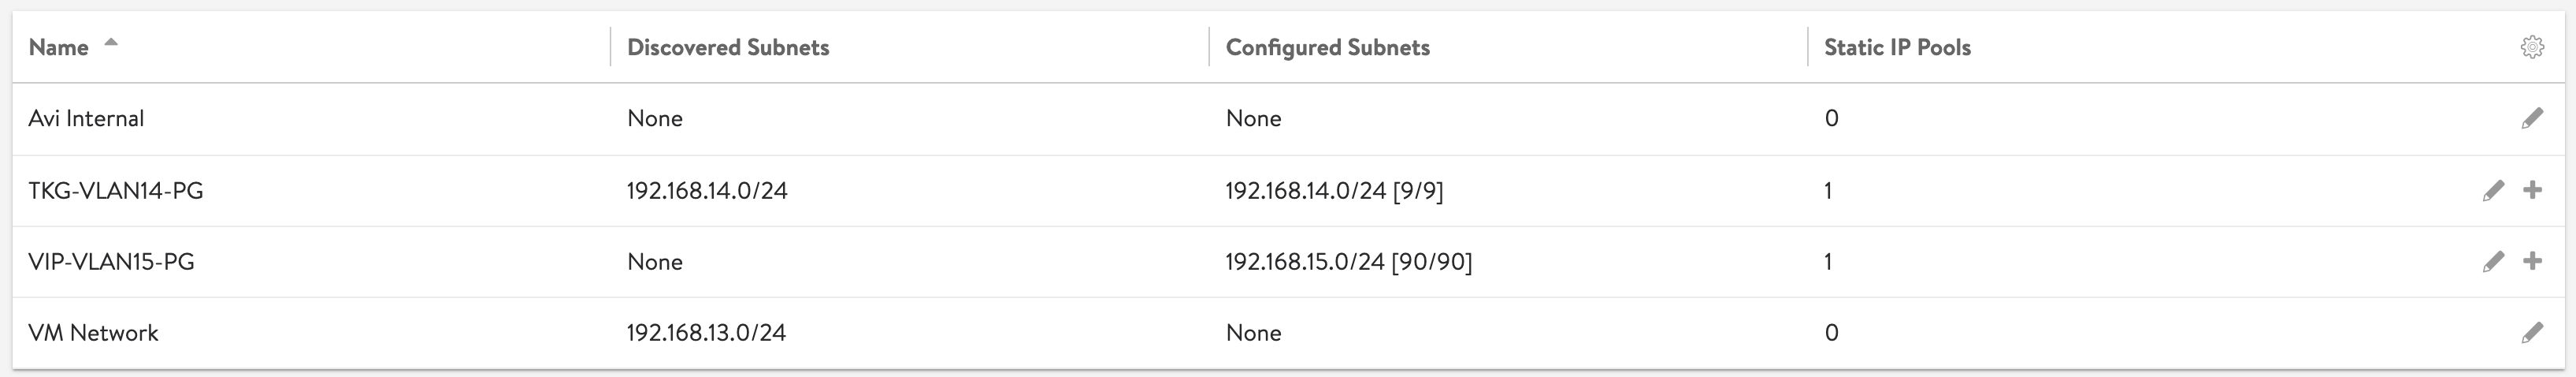 Name Discovered Subnets Configured Subnets Static IP Pools
Avi Internal None None 0
TKG-VLAN14-PG 192.168.14.0/24 192.168.14.0/24 [9/9] 1
VIP-VLAN15-PG None 192.168.15.0/24 [90/90] 1
VM Network 192.168.13.0/24 None 0